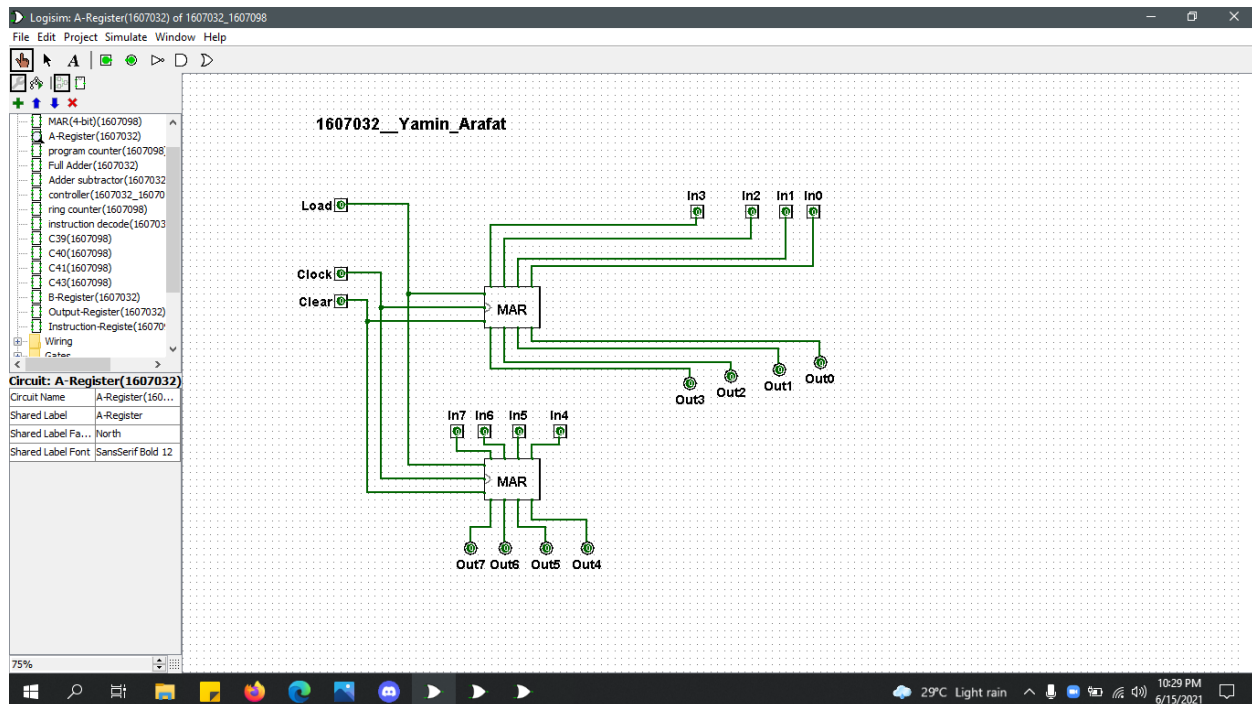 Logisim: A-Register(1607032) of 1607032_1607098
File Edit Project Simulate Window Help
A
MAR(4-bit)(1607098)
A-Register(1607032)
program counter(1607098)
Full Adder(1607032)
Adder subtractor(1607032
controller(1607032_16070
ring counter(1607098)
instruction decode(160703
C39(1607098)
C40(1607098)
C41(1607098)
C43(1607098)
B-Register(1607032)
Output-Register(1607032)
Instruction-Registe(16070
Wiring
Gates
Circuit: A-Register(1607032)
Circuit Name A-Register(160...
Shared Label A-Register
Shared Label Fa... North
Shared Label Font SansSerif Bold 12
75%
1607032__Yamin_Arafat
Load
Clock
Clear
In3 In2 In1 In0
MAR
Out3 Out2 Out1 Out0
In7 In6 In5 In4
MAR
Out7 Out6 Out5 Out4
29°C Light rain
10:29 PM
6/15/2021